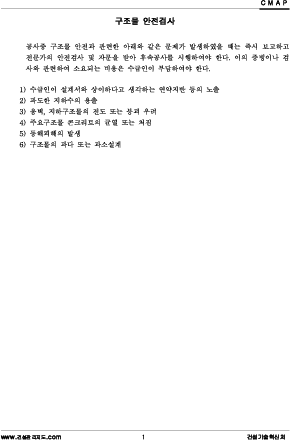 CMAP
구조물 안전검사
공사중 구조물 안전과 관련한 아래와 같은 문제가 발생하였을 때는 즉시 보고하고
전문가의 안전검사 및 자문을 받아 후속공사를 시행하여야 한다. 이의 증빙이나 검
사와 관련하여 소요되는 비용은 수급인이 부담하여야 한다.
1) 수급인이 설계서와 상이하다고 생각하는 연약지반 등의 노출
2) 과도한 지하수의 용출
3) 옹벽, 지하구조물의 전도 또는 붕괴 우려
4) 주요구조물 콘크리트의 균열 또는 처짐
5) 동해피해의 발생
6) 구조물의 과다 또는 과소설계
www.건설관리지도.com 1 건설기술혁신회